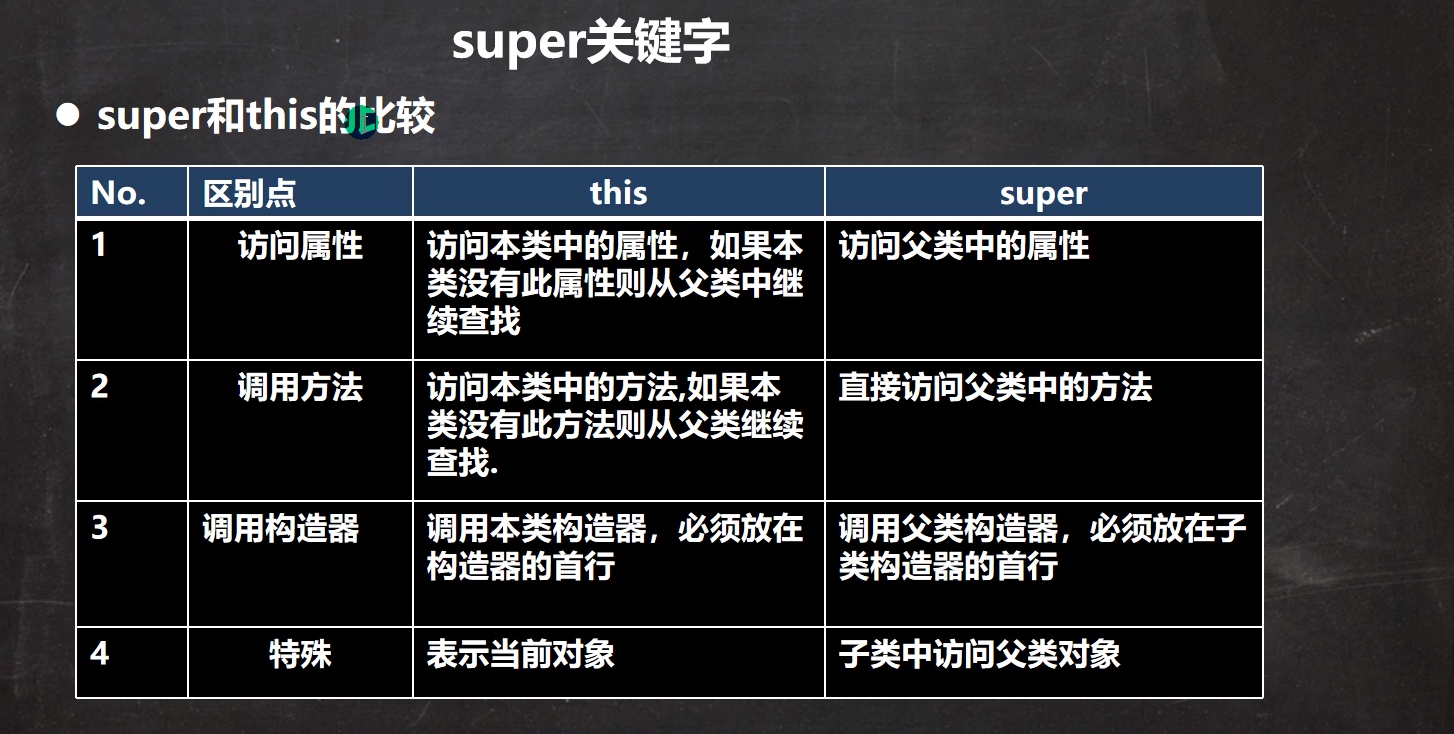 super关键字
super和this的比较
No.
区别点
this
super
1
访问属性
访问本类中的属性，如果本
类没有此属性则从父类中继
续查找
访问父类中的属性
2
调用方法
访问本类中的方法,如果本
类没有此方法则从父类继续
查找.
直接访问父类中的方法
3
调用构造器
调用本类构造器，必须放在
构造器的首行
调用父类构造器，必须放在子
类构造器的首行
4
特殊
表示当前对象
子类中访问父类对象